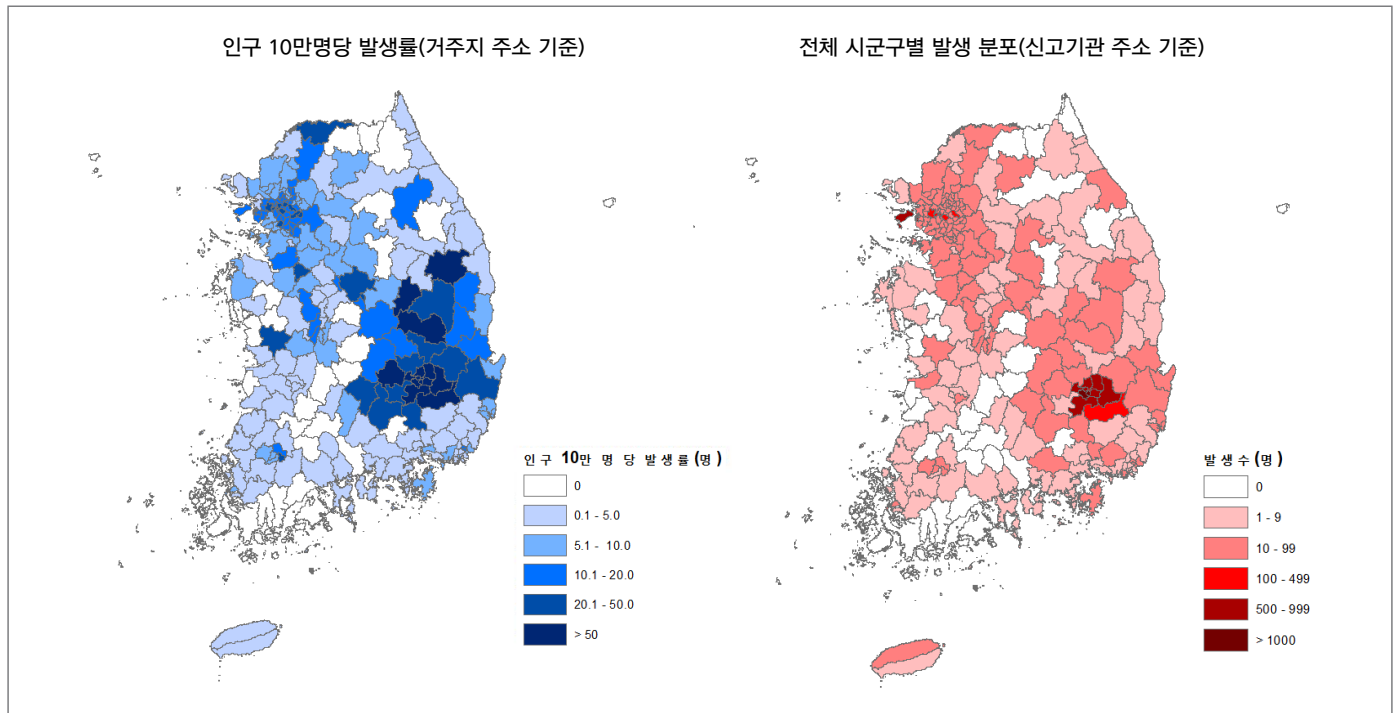 인구 10만명당 발생률(거주지 주소 기준)
전체 시군구별 발생 분포(신고기관 주소 기준)
인구 10만 명 당 발생률(명)
0
0.1 - 5.0
5.1 - 10.0
10.1 - 20.0
20.1 - 50.0
> 50
발생수(명)
0
1 - 9
10 - 99
100 - 499
500 - 999
> 1000